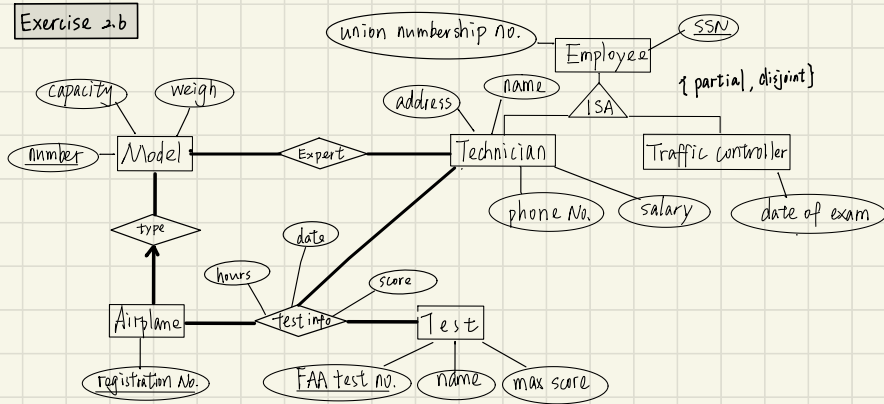 Exercise 2.b
union numbership no.
SSN
Employee
{ partial, disjoint }
ISA
capacity
weigh
address
name
number
Model
Expert
Technician
Traffic controller
phone No.
salary
date of exam
type
date
hours
score
Airplane
test info
Test
registration No.
FAA test no.
name
max score